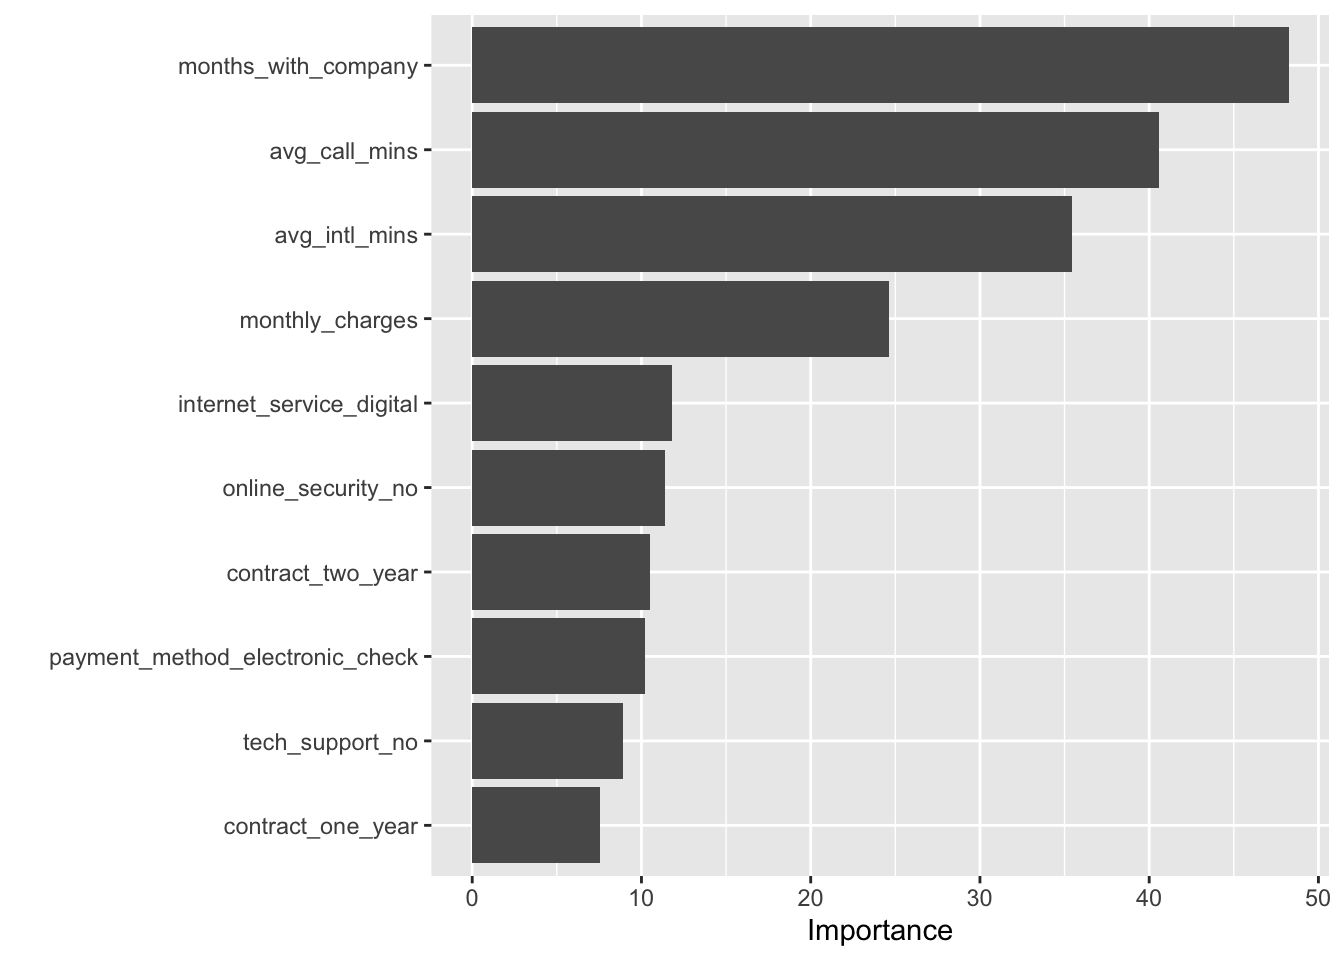 months_with_company
avg_call_mins
avg_intl_mins
monthly_charges
internet_service_digital
online_security_no
contract_two_year
payment_method_electronic_check
tech_support_no
contract_one_year
0 10 20 30 40 50
Importance